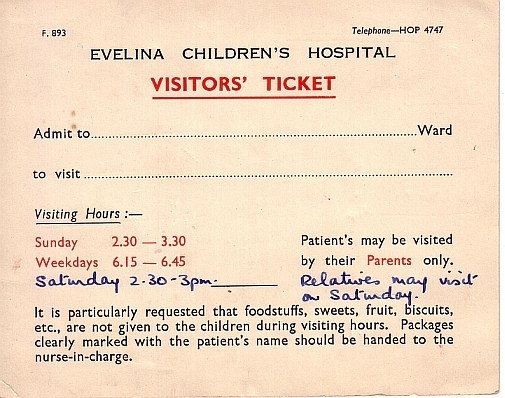 F. 893 Telephone—HOP 4747
EVELINA CHILDREN'S HOSPITAL
VISITORS' TICKET
Admit to........................................................................Ward
to visit ....................................................................................
Visiting Hours :—
Sunday 2.30 — 3.30 Patient's may be visited
Weekdays 6.15 — 6.45 by their Parents only.
Saturday 2.30-3pm. Relatives may visit
on Saturday.
It is particularly requested that foodstuffs, sweets, fruit, biscuits,
etc., are not given to the children during visiting hours. Packages
clearly marked with the patient's name should be handed to the
nurse-in-charge.